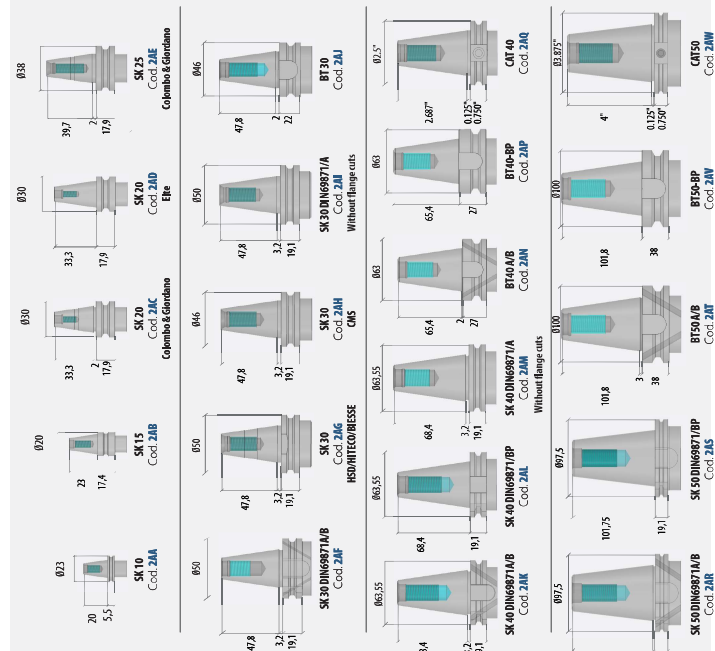 Ø23
20
5,5
SK 10
Cod. 2AA
Ø20
23
17,4
SK 15
Cod. 2AB
Ø30
33,3
2
17,9
SK 20
Cod. 2AC
Colombo & Giordano
Ø30
33,3
17,9
SK 20
Cod. 2AD
Elte
Ø38
39,7
2
17,9
SK 25
Cod. 2AE
Colombo & Giordano
Ø50
47,8
3,2
19,1
SK 30 DIN69871A/B
Cod. 2AF
Ø50
47,8
3,2
19,1
SK 30
Cod. 2AG
HSD/HITECO/BIESSE
Ø46
47,8
3,2
19,1
SK 30
Cod. 2AH
CMS
Ø50
47,8
3,2
19,1
SK 30 DIN69871/A
Cod. 2AI
Without flange cuts
Ø46
47,8
2
22
BT30
Cod. 2AJ
Ø63,55
SK 40 DIN69871A/B
Cod. 2AK
Ø63,55
68,4
19,1
SK 40 DIN69871/BP
Cod. 2AL
Ø63,55
68,4
3,2
19,1
SK 40 DIN69871/A
Cod. 2AM
Without flange cuts
Ø63
65,4
2
27
BT40 A/B
Cod. 2AN
Ø63
65,4
27
BT40-BP
Cod. 2AP
Ø2.5"
2.687"
0.125"
0.750"
CAT 40
Cod. 2AQ
Ø97,5
SK 50 DIN69871A/B
Cod. 2AR
Ø97,5
101,75
19,1
SK 50 DIN69871/BP
Cod. 2AS
Ø100
101,8
3
38
BT50 A/B
Cod. 2AT
Ø100
101,8
38
BT50-BP
Cod. 2AV
Ø3.875"
4"
0.125"
0.750"
CAT50
Cod. 2AW